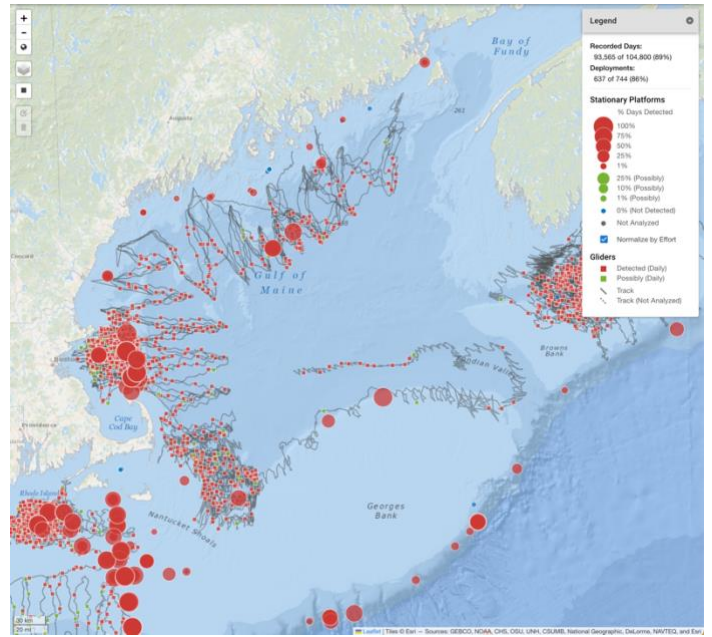 +
−
Bay of
Fundy
263
Augusta
Concord
Gulf of
Maine
Browns
Bank
Cape
Cod Bay
Providence
Rhode Island
Georges
Bank
Nantucket Shoals
30 km
20 mi
Legend
Recorded Days:
93,565 of 104,800 (89%)
Deployments:
637 of 744 (86%)
Stationary Platforms
% Days Detected
100%
75%
50%
25%
1%
25% (Possibly)
10% (Possibly)
1% (Possibly)
0% (Not Detected)
Not Analyzed
Normalize by Effort
Gliders
Detected (Daily)
Possibly (Daily)
Track
Track (Not Analyzed)
Leaflet | Tiles © Esri — Sources: GEBCO, NOAA, CHS, OSU, UNH, CSUMB, National Geographic, DeLorme, NAVTEQ, and Esri